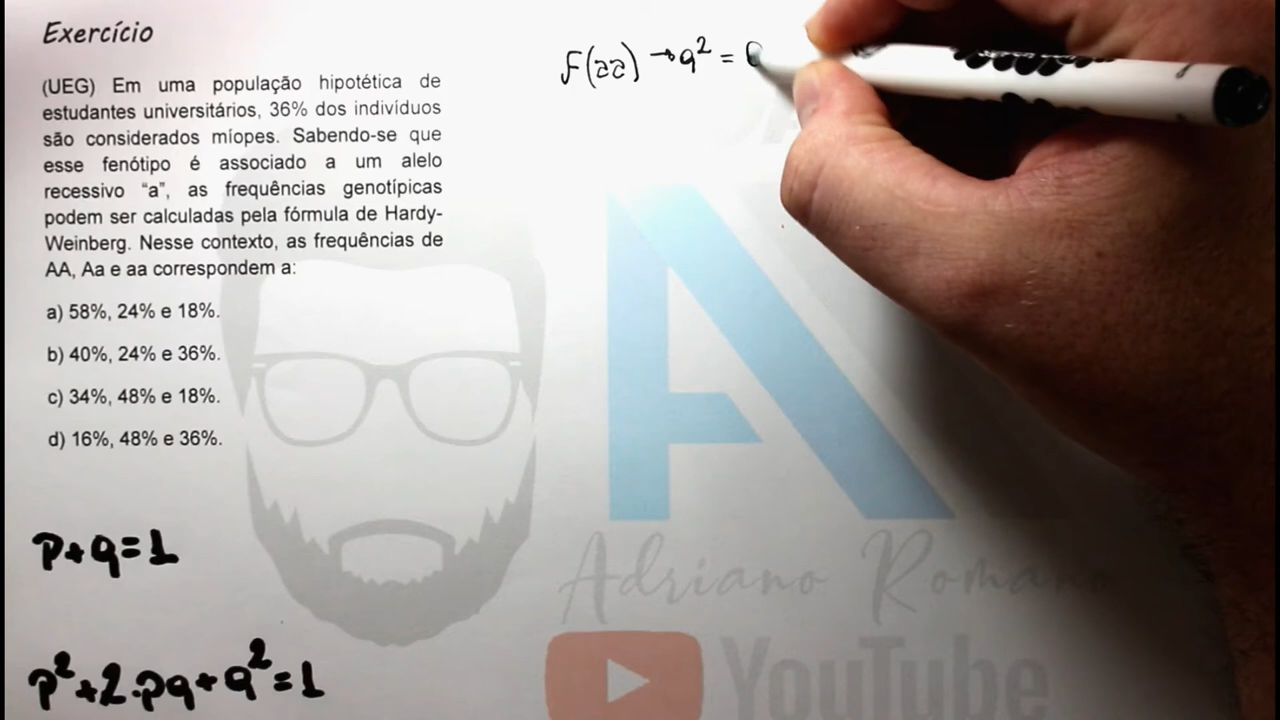 Exercício
(UEG) Em uma população hipotética de
estudantes universitários, 36% dos indivíduos
são considerados míopes. Sabendo-se que
esse fenótipo é associado a um alelo
recessivo “a”, as frequências genotípicas
podem ser calculadas pela fórmula de Hardy-
Weinberg. Nesse contexto, as frequências de
AA, Aa e aa correspondem a:
a) 58%, 24% e 18%.
b) 40%, 24% e 36%.
c) 34%, 48% e 18%.
d) 16%, 48% e 36%.
p+q=1
p²+2.pq+q²=1
F(aa) →q² = 0
Adriano Romano
YouTube